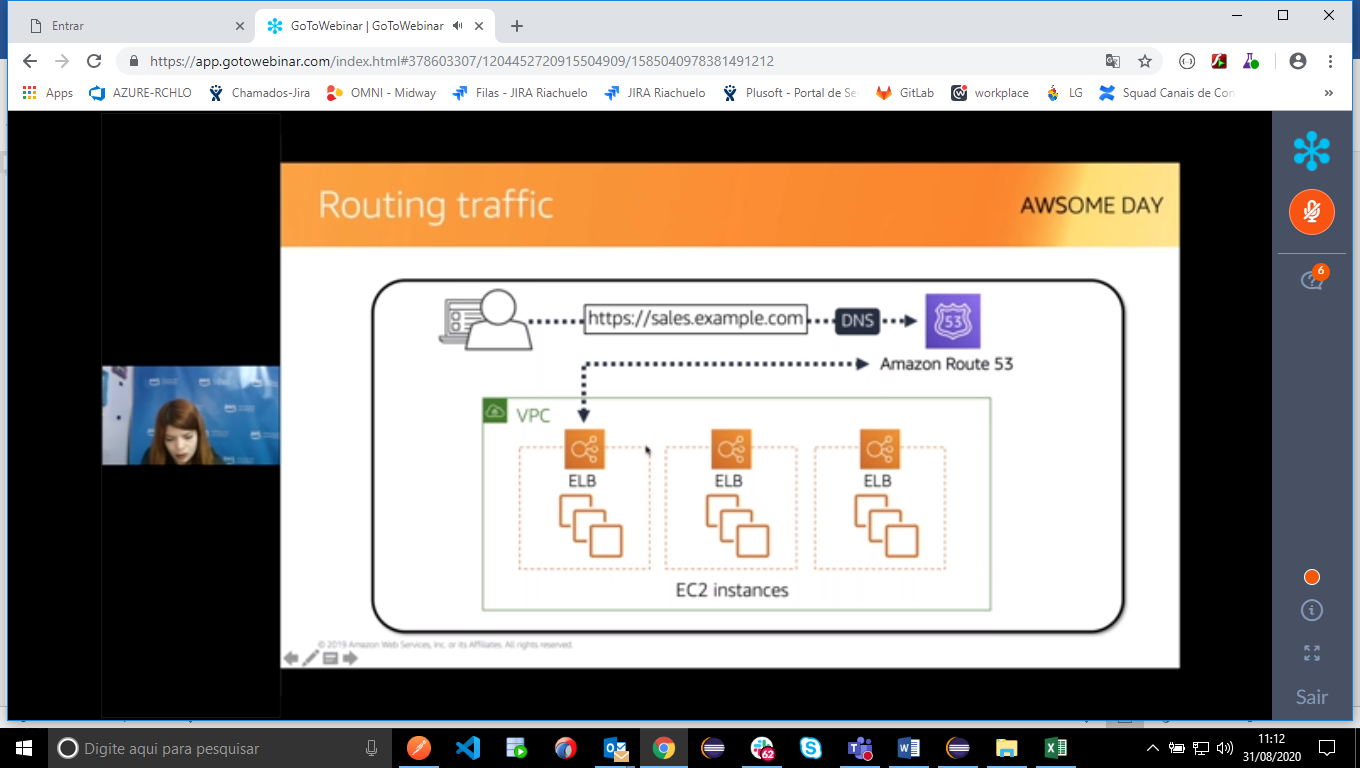 Entrar
GoToWebinar | GoToWebinar
https://app.gotowebinar.com/index.html#378603307/1204452720915504909/1585040978381491212
Apps AZURE-RCHLO Chamados-Jira OMNI - Midway Filas - JIRA Riachuelo JIRA Riachuelo Plusoft - Portal de Se GitLab workplace LG Squad Canais de Con »
Routing traffic
AWSOME DAY
https://sales.example.com
DNS
53
Amazon Route 53
VPC
ELB ELB ELB
EC2 instances
© 2019 Amazon Web Services, Inc. or its Affiliates. All rights reserved.
6
Sair
Digite aqui para pesquisar
62
11:12
31/08/2020